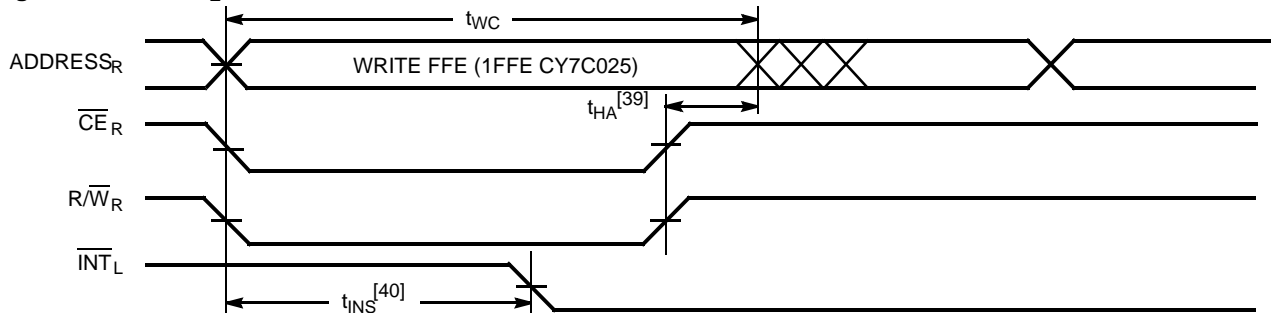 tWC
ADDRESSR
WRITE FFE (1FFE CY7C025)
tHA[39]
CER
R/WR
INTL
tINS[40]